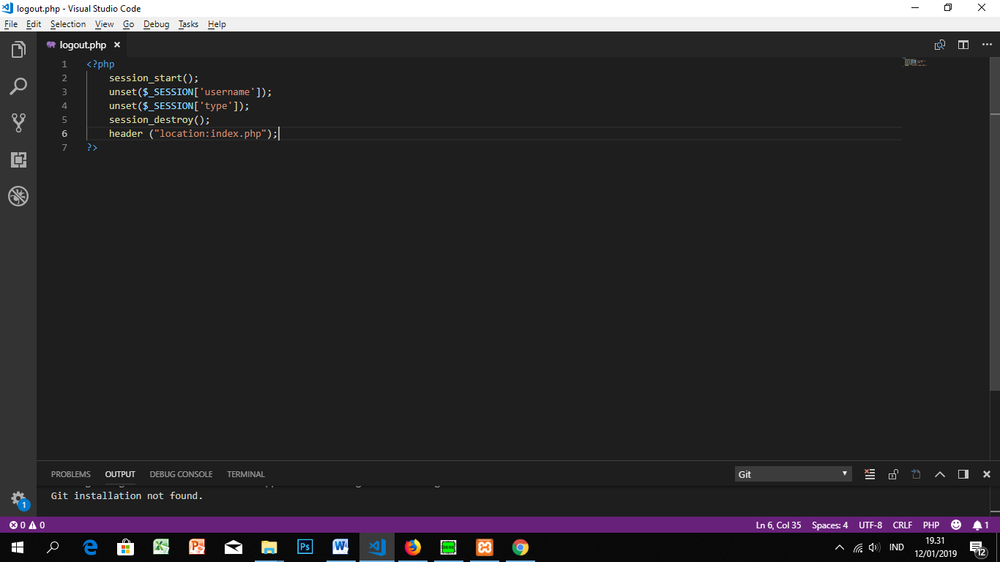 logout.php - Visual Studio Code
File Edit Selection View Go Debug Tasks Help
logout.php
1 <?php
2     session_start();
3     unset($_SESSION['username']);
4     unset($_SESSION['type']);
5     session_destroy();
6     header ("location:index.php");
7 ?>
PROBLEMS OUTPUT DEBUG CONSOLE TERMINAL Git
Git installation not found.
0 0 Ln 6, Col 35 Spaces: 4 UTF-8 CRLF PHP 1
1
Ps
IND
19.31
12/01/2019
12